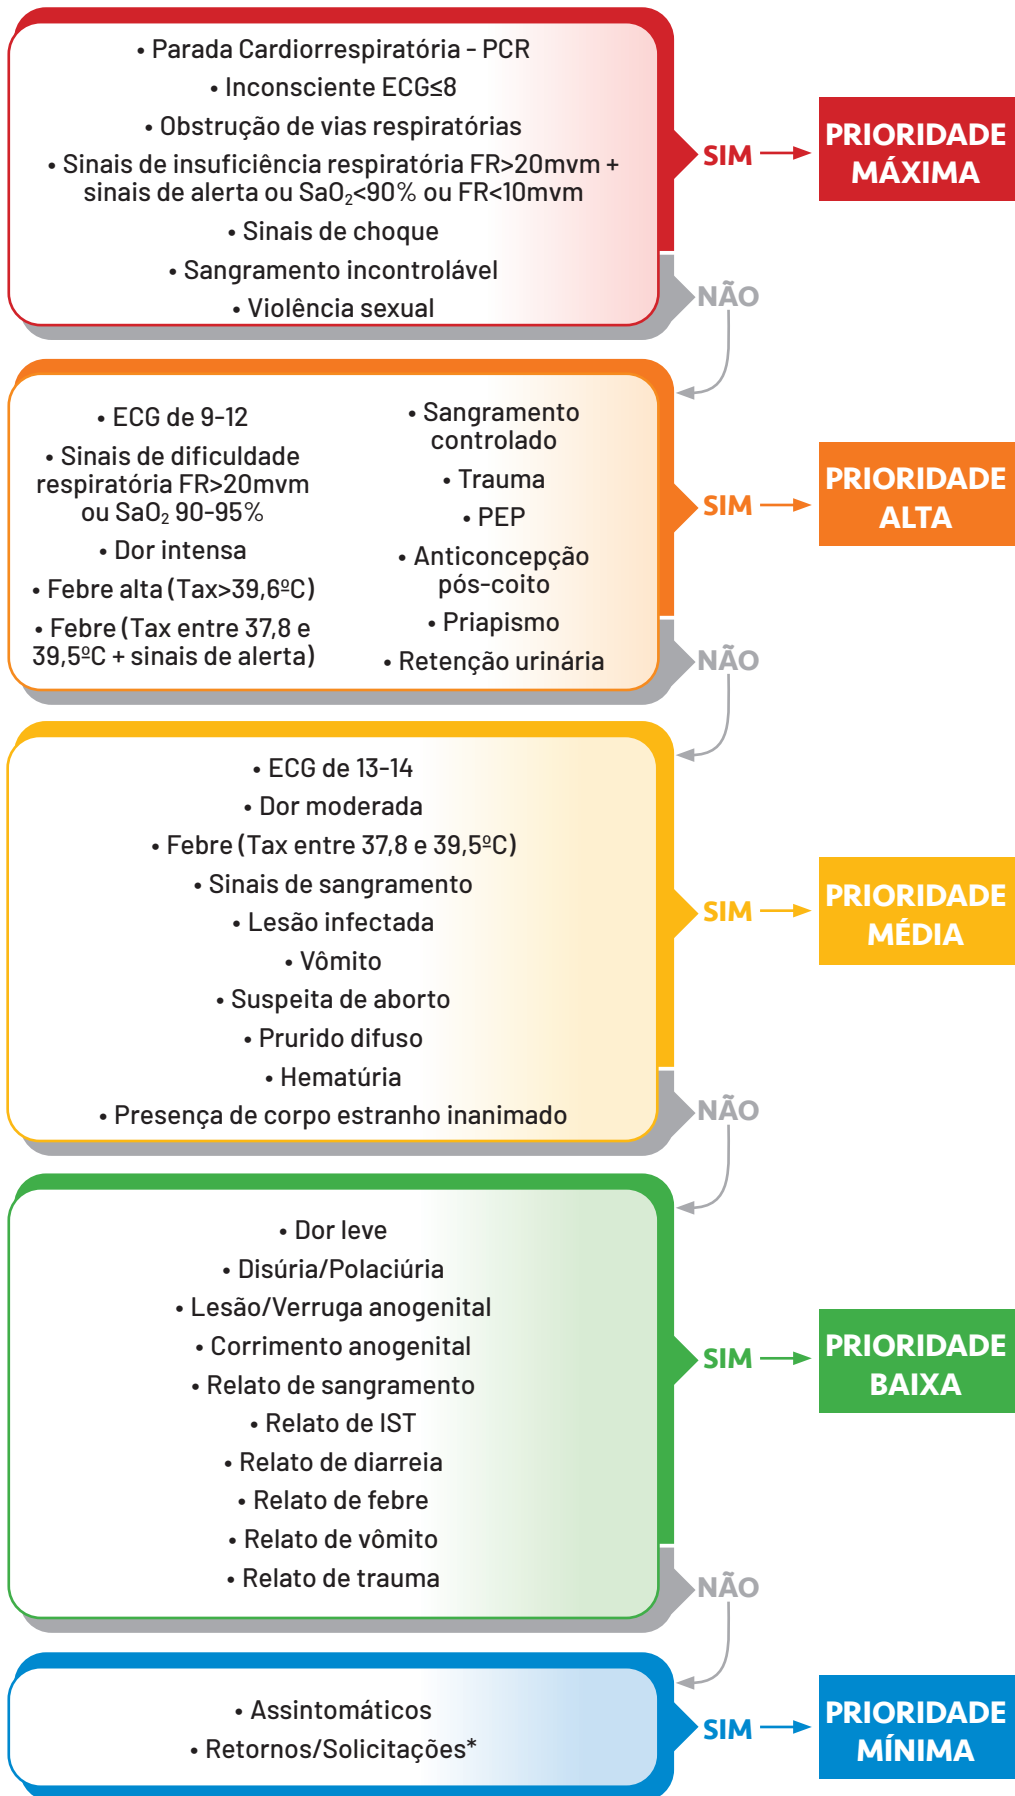 • Parada Cardiorrespiratória - PCR
• Inconsciente ECG≤8
• Obstrução de vias respiratórias
• Sinais de insuficiência respiratória FR>20mvm +
sinais de alerta ou SaO₂<90% ou FR<10mvm
• Sinais de choque
• Sangramento incontrolável
• Violência sexual
SIM
PRIORIDADE
MÁXIMA
NÃO
• ECG de 9-12
• Sinais de dificuldade
respiratória FR>20mvm
ou SaO₂ 90-95%
• Dor intensa
• Febre alta (Tax>39,6ºC)
• Febre (Tax entre 37,8 e
39,5ºC + sinais de alerta)
• Sangramento
controlado
• Trauma
• PEP
• Anticoncepção
pós-coito
• Priapismo
• Retenção urinária
SIM
PRIORIDADE
ALTA
NÃO
• ECG de 13-14
• Dor moderada
• Febre (Tax entre 37,8 e 39,5ºC)
• Sinais de sangramento
• Lesão infectada
• Vômito
• Suspeita de aborto
• Prurido difuso
• Hematúria
• Presença de corpo estranho inanimado
SIM
PRIORIDADE
MÉDIA
NÃO
• Dor leve
• Disúria/Polaciúria
• Lesão/Verruga anogenital
• Corrimento anogenital
• Relato de sangramento
• Relato de IST
• Relato de diarreia
• Relato de febre
• Relato de vômito
• Relato de trauma
SIM
PRIORIDADE
BAIXA
NÃO
• Assintomáticos
• Retornos/Solicitações*
SIM
PRIORIDADE
MÍNIMA